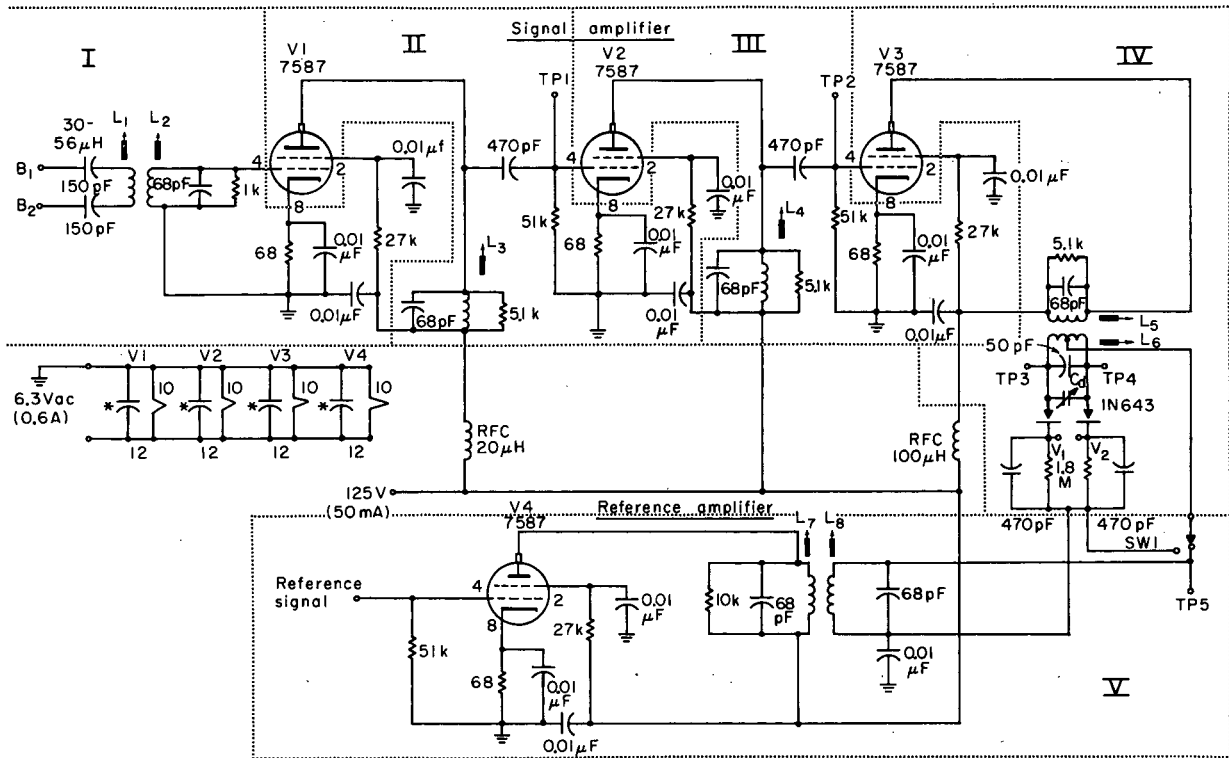 I
II
III
IV
V
Signal amplifier
V1
7587
V2
7587
V3
7587
TP1
TP2
30-
56μH
L1
L2
B1
B2
150pF
150pF
68pF
1k
4
2
8
68
0.01
μF
0.01μF
0.01μf
27k
L3
68pF
5.1k
470pF
51k
4
2
8
68
0.01
μF
0.01
μF
27k
0.01
μF
L4
68pF
5.1k
470pF
51k
4
2
8
68
0.01
μF
0.01μF
27k
0.01μF
5.1k
68pF
L5
L6
50pF
TP3
TP4
Cd
1N643
V1
V2
1.8
M
470pF
470pF
SW1
TP5
6.3Vac
(0.6A)
V1
V2
V3
V4
*
*
*
*
10
10
10
10
12
12
12
12
RFC
20μH
RFC
100μH
125V
(50mA)
Reference amplifier
V4
7587
Reference
signal
4
2
8
51k
68
0.01
μF
0.01μF
27k
0.01
μF
10k
68
pF
L7
L8
68pF
0.01
μF